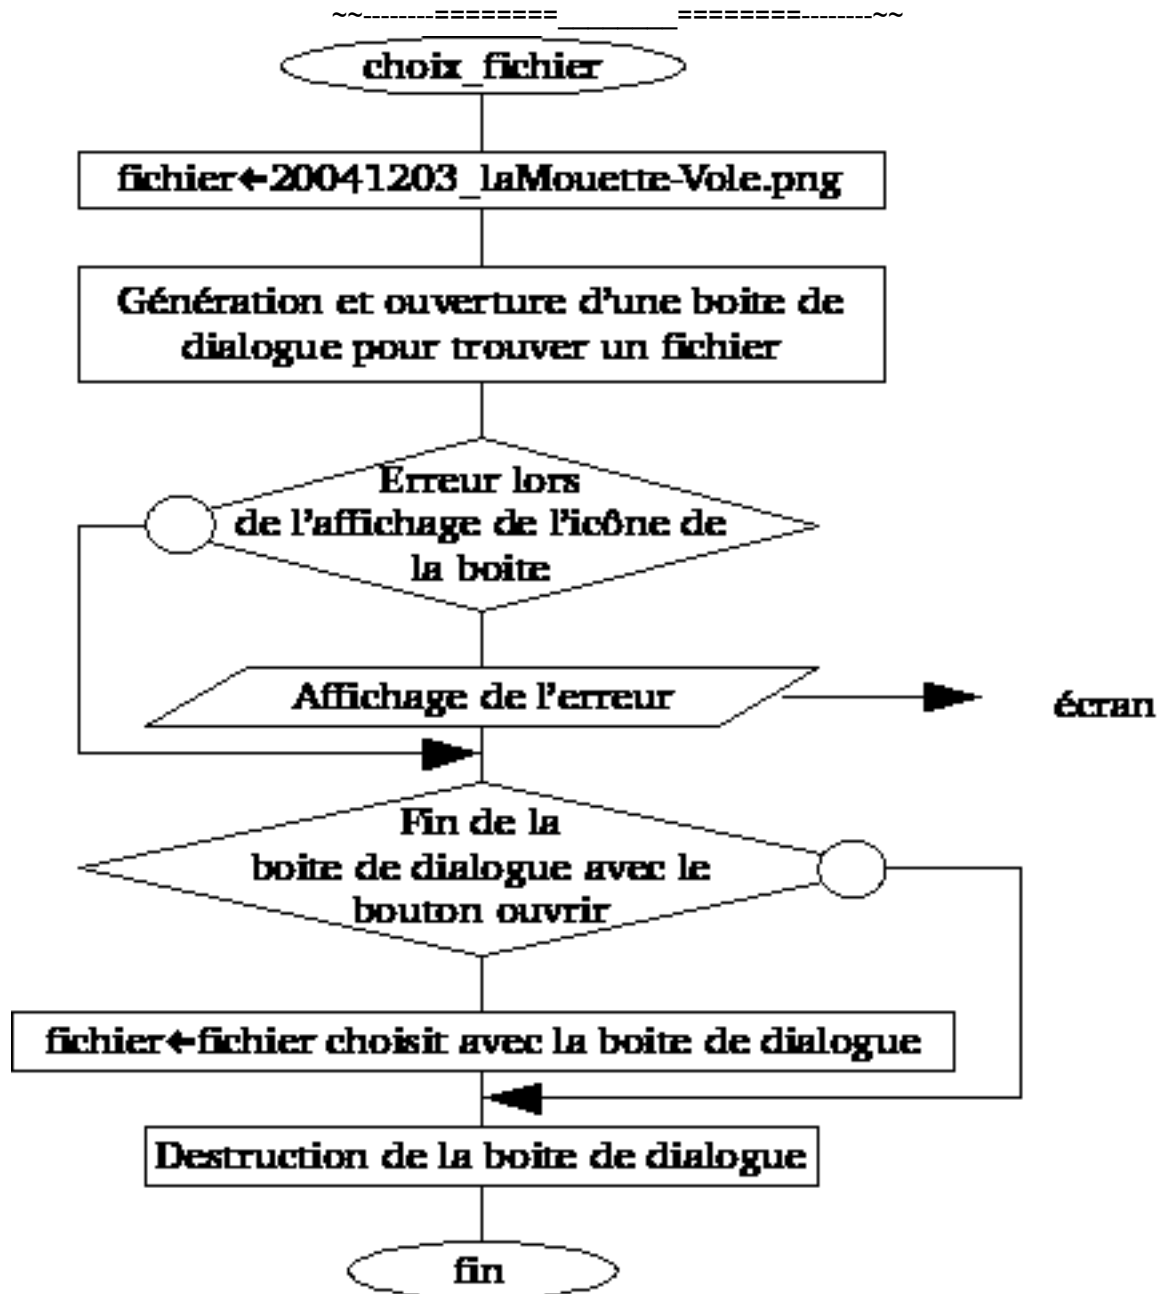 ~~--------========________========--------~~
choix_fichier
fichier←20041203_laMouette-Vole.png
Génération et ouverture d'une boite de
dialogue pour trouver un fichier
Erreur lors
de l'affichage de l'icône de
la boite
Affichage de l'erreur
écran
Fin de la
boite de dialogue avec le
bouton ouvrir
fichier←fichier choisit avec la boite de dialogue
Destruction de la boite de dialogue
fin